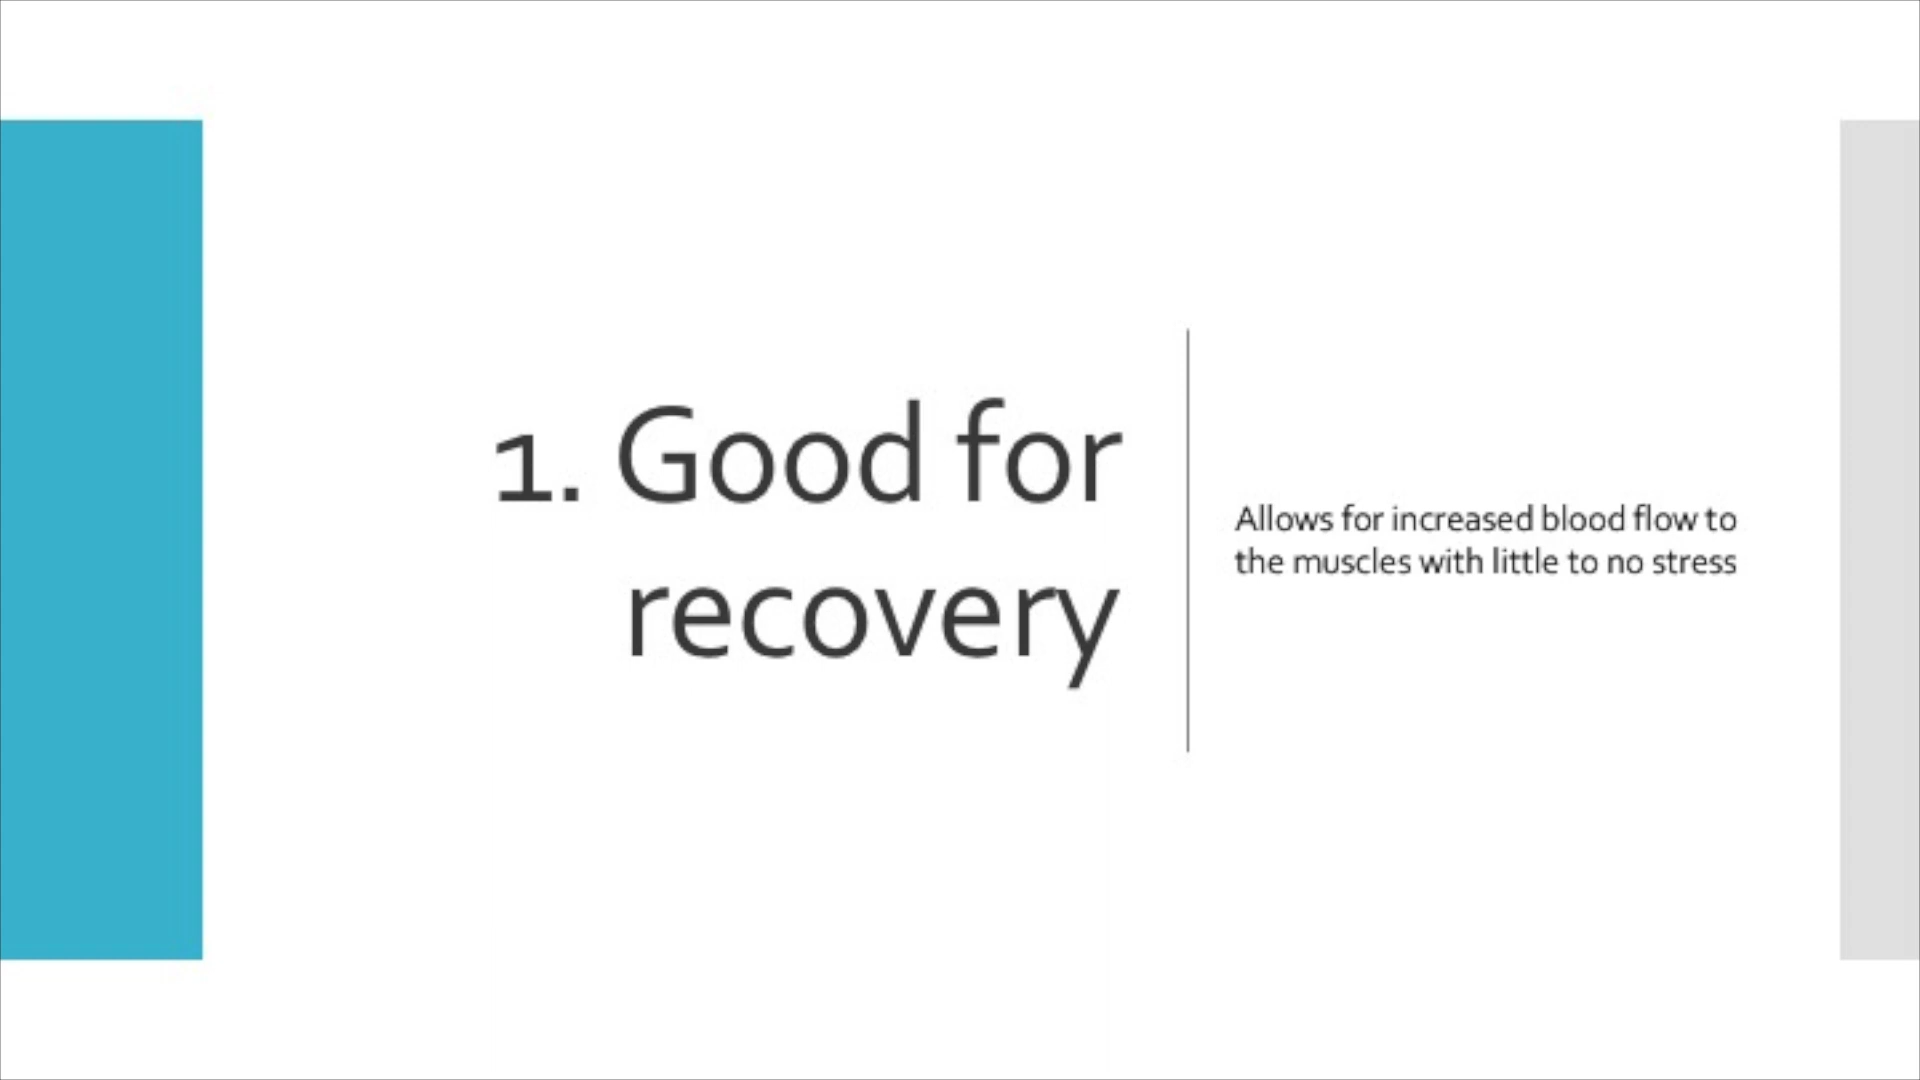 1. Good for
recovery
Allows for increased blood flow to
the muscles with little to no stress